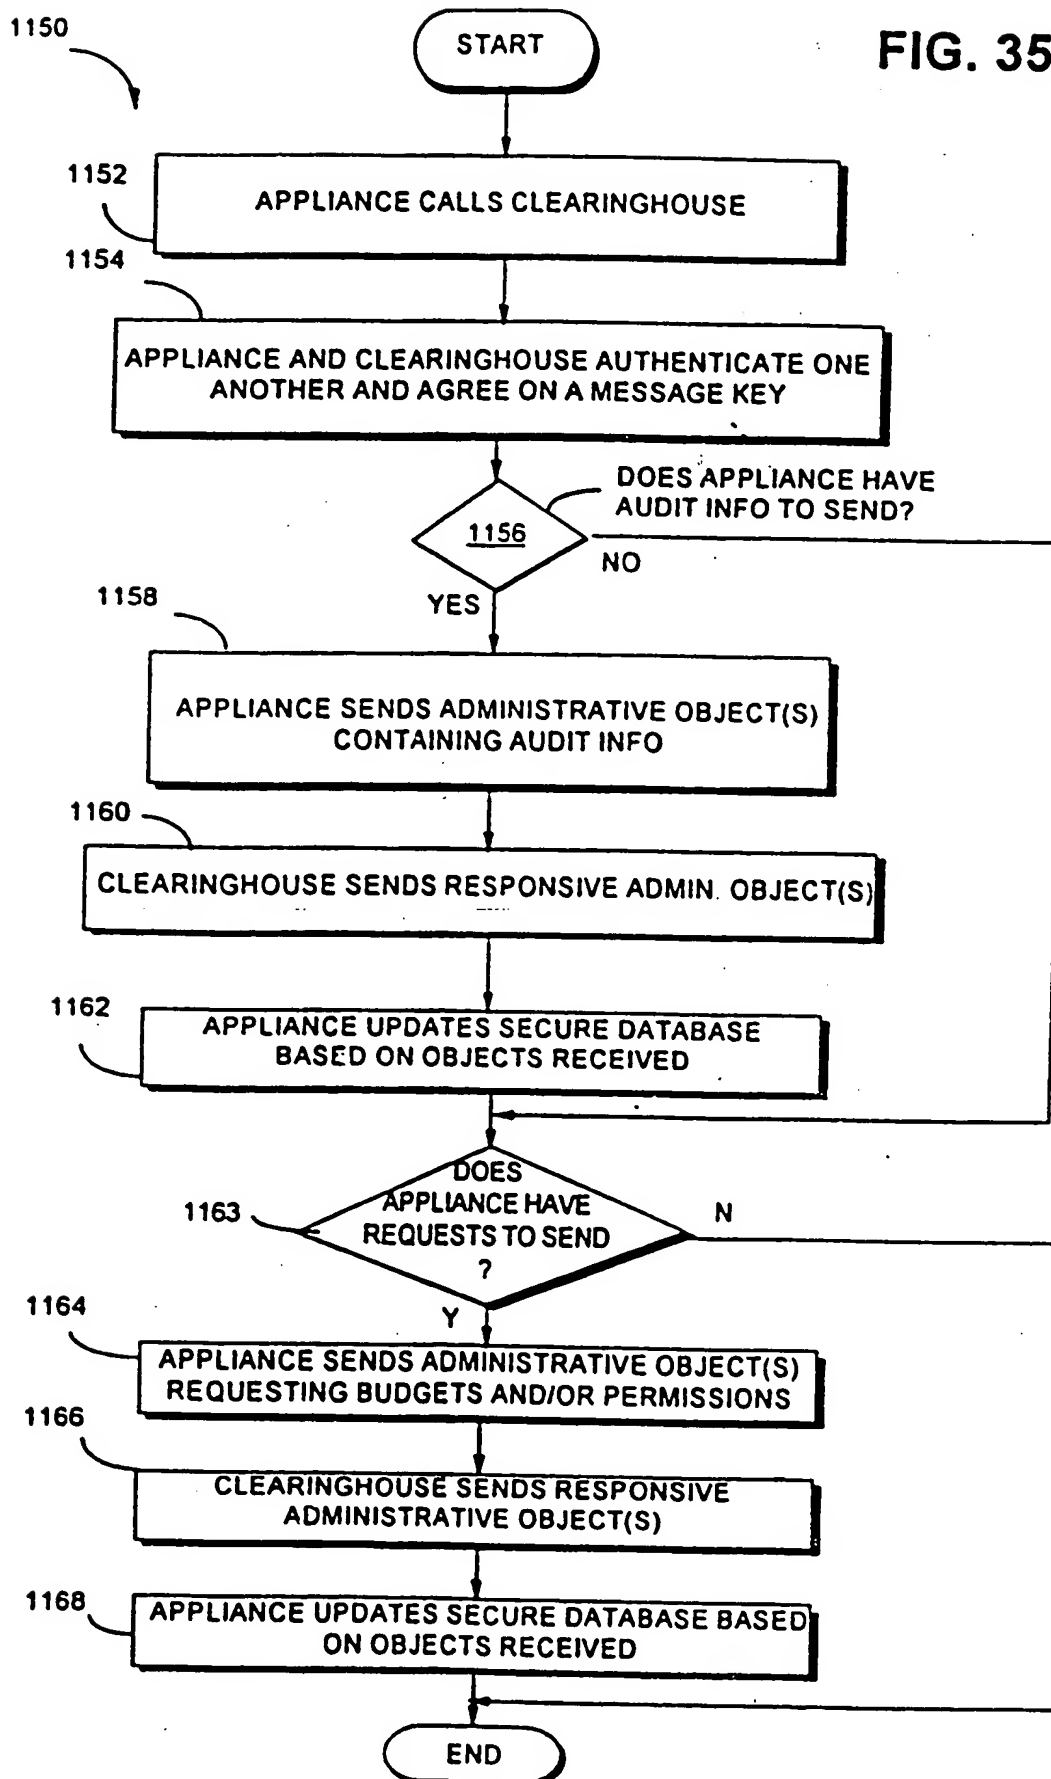 1150
START
FIG. 35
1152
APPLIANCE CALLS CLEARINGHOUSE
1154
APPLIANCE AND CLEARINGHOUSE AUTHENTICATE ONE
ANOTHER AND AGREE ON A MESSAGE KEY
DOES APPLIANCE HAVE
AUDIT INFO TO SEND?
1156
NO
YES
1158
APPLIANCE SENDS ADMINISTRATIVE OBJECT(S)
CONTAINING AUDIT INFO
1160
CLEARINGHOUSE SENDS RESPONSIVE ADMIN. OBJECT(S)
1162
APPLIANCE UPDATES SECURE DATABASE
BASED ON OBJECTS RECEIVED
1163
DOES
APPLIANCE HAVE
REQUESTS TO SEND
?
N
Y
1164
APPLIANCE SENDS ADMINISTRATIVE OBJECT(S)
REQUESTING BUDGETS AND/OR PERMISSIONS
1166
CLEARINGHOUSE SENDS RESPONSIVE
ADMINISTRATIVE OBJECT(S)
1168
APPLIANCE UPDATES SECURE DATABASE BASED
ON OBJECTS RECEIVED
END